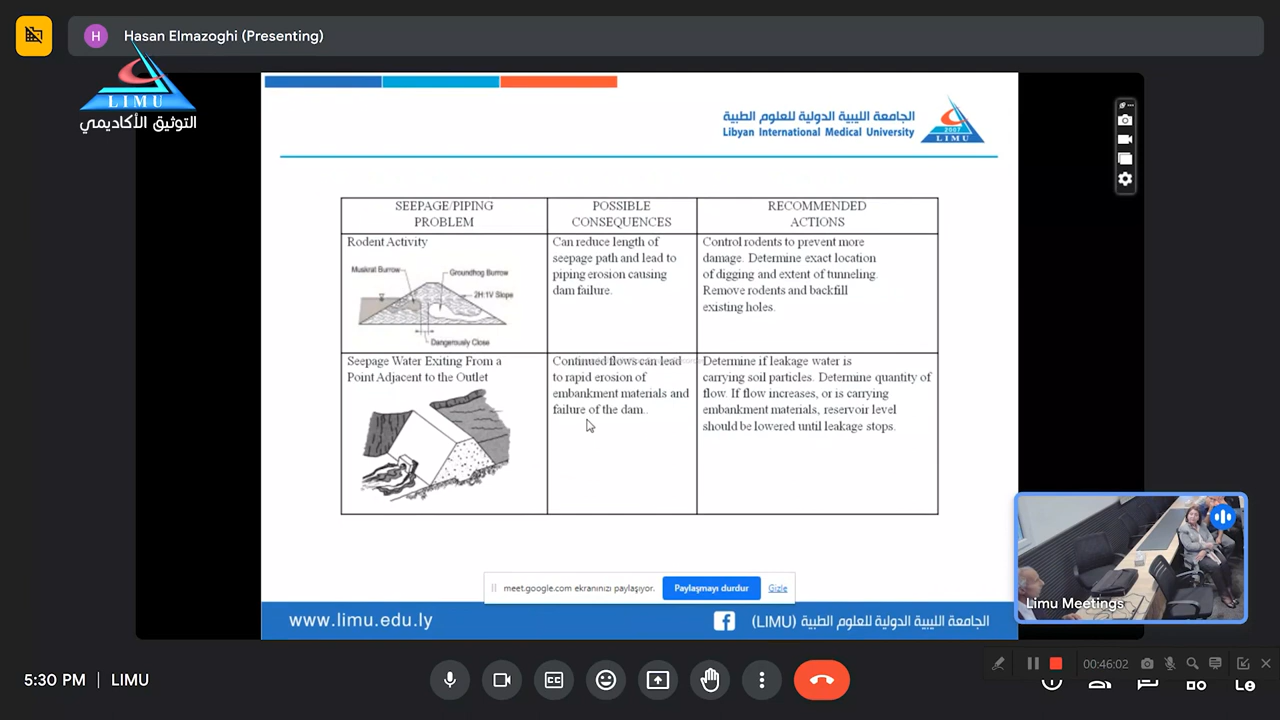 H
Hasan Elmazoghi (Presenting)
LIMU
التوثيق الأكاديمي
الجامعة الليبية الدولية للعلوم الطبية
Libyan International Medical University
2007
LIMU
SEEPAGE/PIPING
PROBLEM
POSSIBLE
CONSEQUENCES
RECOMMENDED
ACTIONS
Rodent Activity
Muskrat Burrow
Groundhog Burrow
2H:1V Slope
Dangerously Close
Can reduce length of
seepage path and lead to
piping erosion causing
dam failure.
Control rodents to prevent more
damage. Determine exact location
of digging and extent of tunneling.
Remove rodents and backfill
existing holes.
Seepage Water Exiting From a
Point Adjacent to the Outlet
Continued flows can lead
to rapid erosion of
embankment materials and
failure of the dam..
Determine if leakage water is
carrying soil particles. Determine quantity of
flow. If flow increases, or is carrying
embankment materials, reservoir level
should be lowered until leakage stops.
meet.google.com ekranınızı paylaşıyor.
Paylaşmayı durdur
Gizle
www.limu.edu.ly
الجامعة الليبية الدولية للعلوم الطبية (LIMU)
Limu Meetings
5:30 PM | LIMU
00:46:02